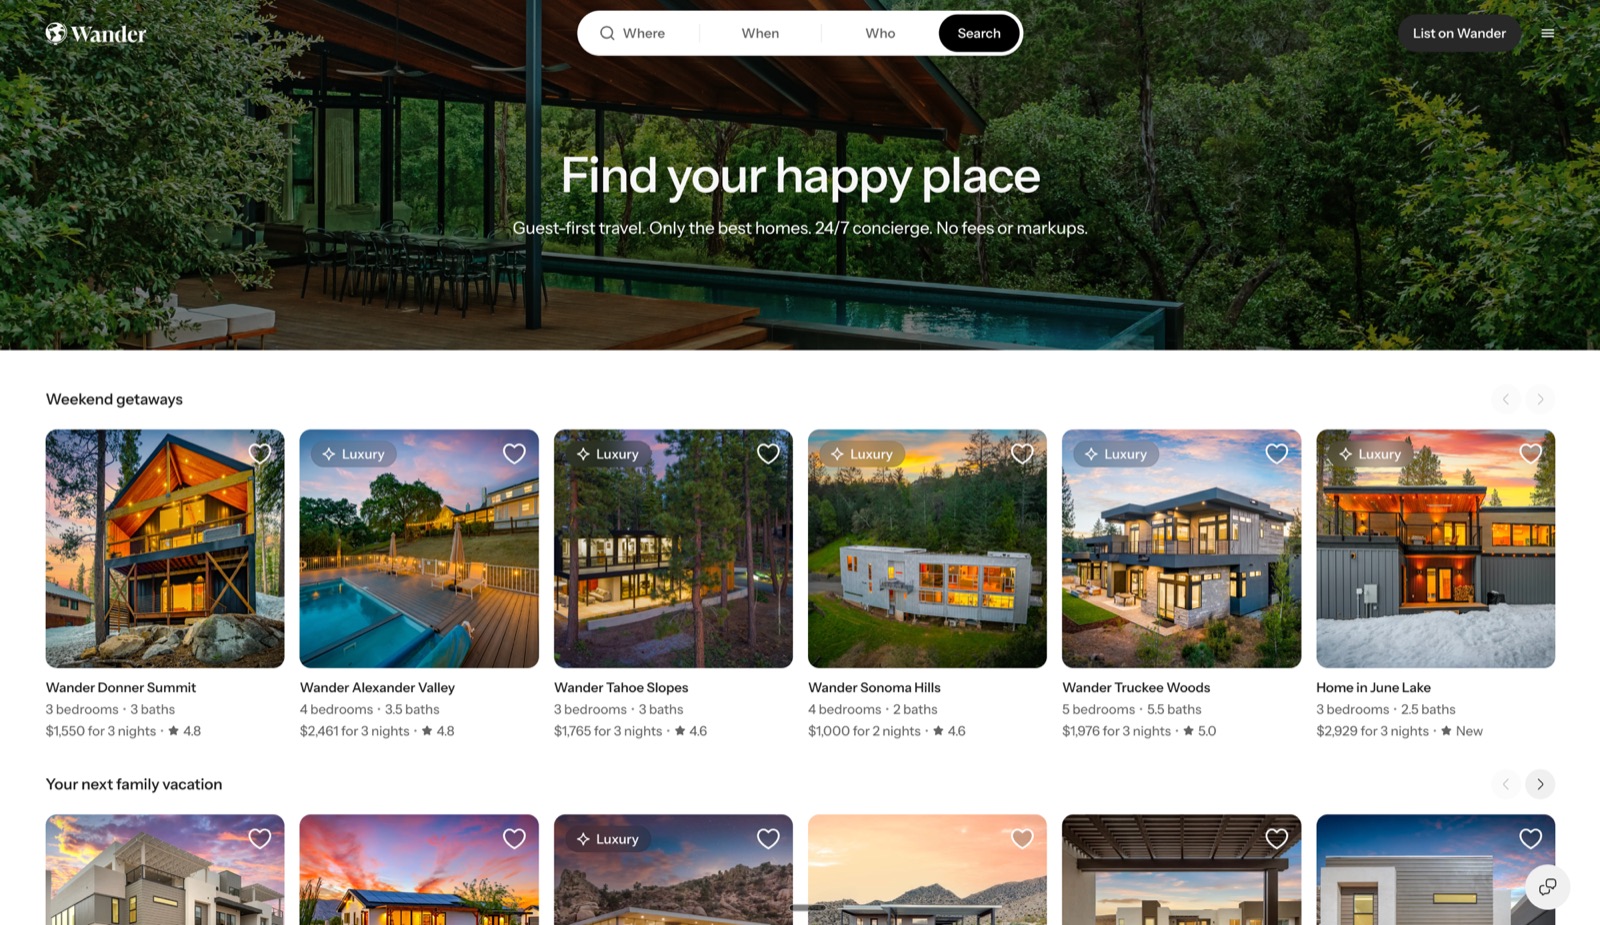 Wander
Where
When
Who
Search
List on Wander
Find your happy place
Guest-first travel. Only the best homes. 24/7 concierge. No fees or markups.
Weekend getaways
Luxury
Luxury
Luxury
Luxury
Luxury
Wander Donner Summit
3 bedrooms · 3 baths
$1,550 for 3 nights · ★ 4.8
Wander Alexander Valley
4 bedrooms · 3.5 baths
$2,461 for 3 nights · ★ 4.8
Wander Tahoe Slopes
3 bedrooms · 3 baths
$1,765 for 3 nights · ★ 4.6
Wander Sonoma Hills
4 bedrooms · 2 baths
$1,000 for 2 nights · ★ 4.6
Wander Truckee Woods
5 bedrooms · 5.5 baths
$1,976 for 3 nights · ★ 5.0
Home in June Lake
3 bedrooms · 2.5 baths
$2,929 for 3 nights · ★ New
Your next family vacation
Luxury